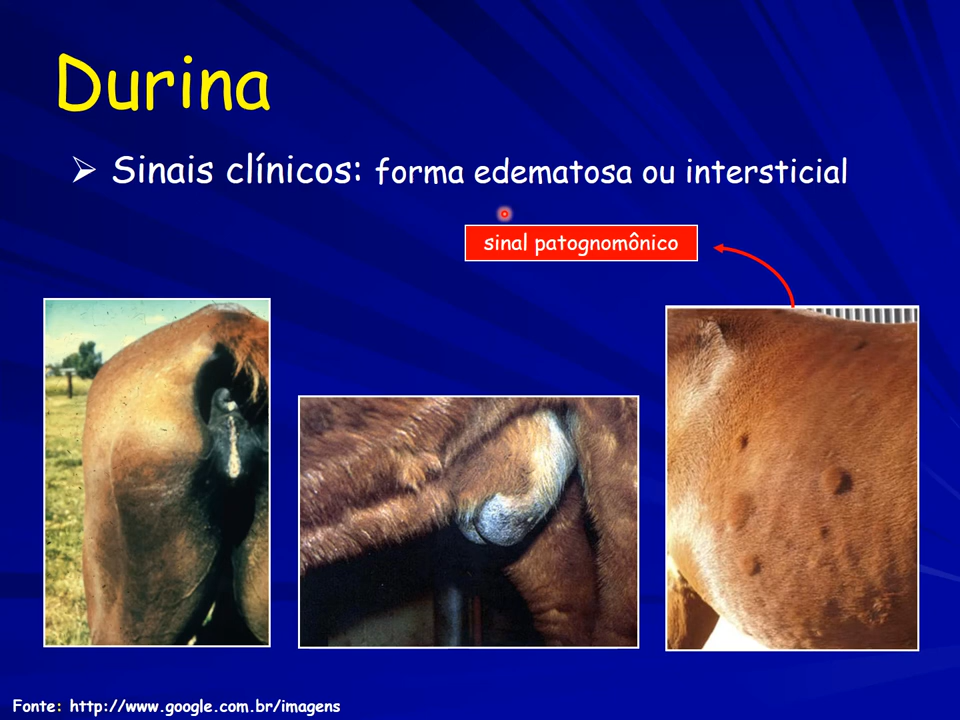 Durina
Sinais clínicos: forma edematosa ou intersticial
sinal patognomônico
Fonte: http://www.google.com.br/imagens